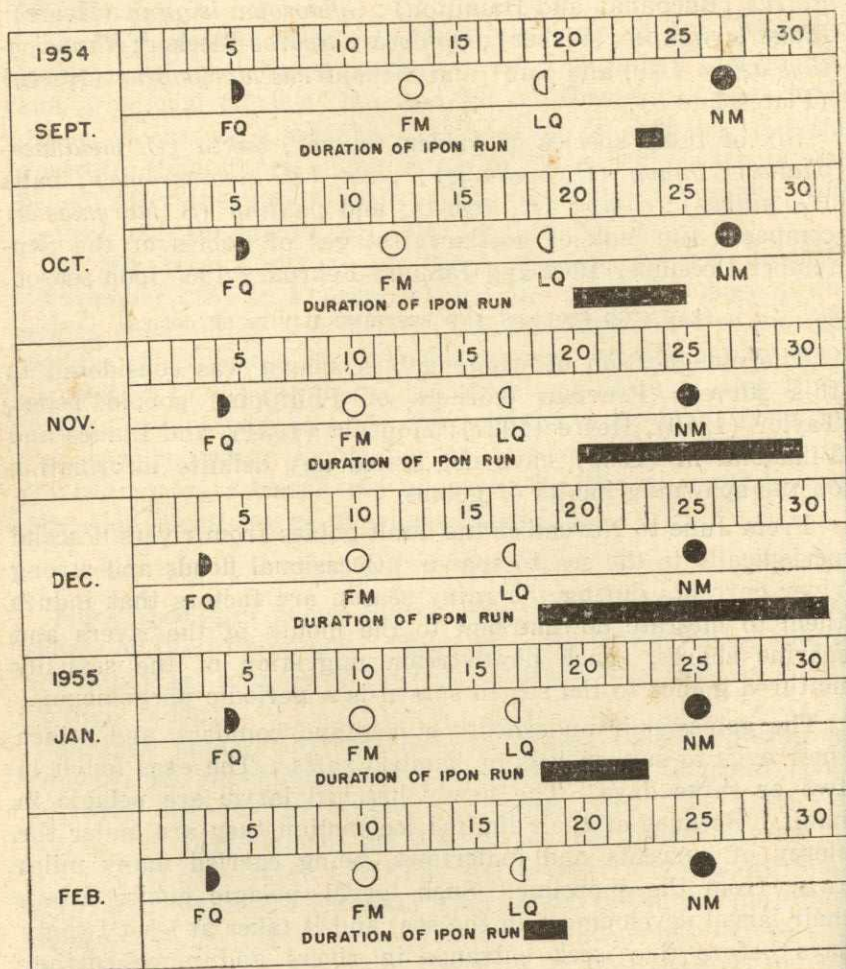 1954 5 10 15 20 25 30
SEPT. FQ FM LQ NM
DURATION OF IPON RUN
5 10 15 20 25 30
OCT. FQ FM LQ NM
DURATION OF IPON RUN
5 10 15 20 25 30
NOV. FQ FM LQ NM
DURATION OF IPON RUN
5 10 15 20 25 30
DEC. FQ FM LQ NM
DURATION OF IPON RUN
1955 5 10 15 20 25 30
JAN. FQ FM LQ NM
DURATION OF IPON RUN
5 10 15 20 25 30
FEB. FQ FM LQ NM
DURATION OF IPON RUN